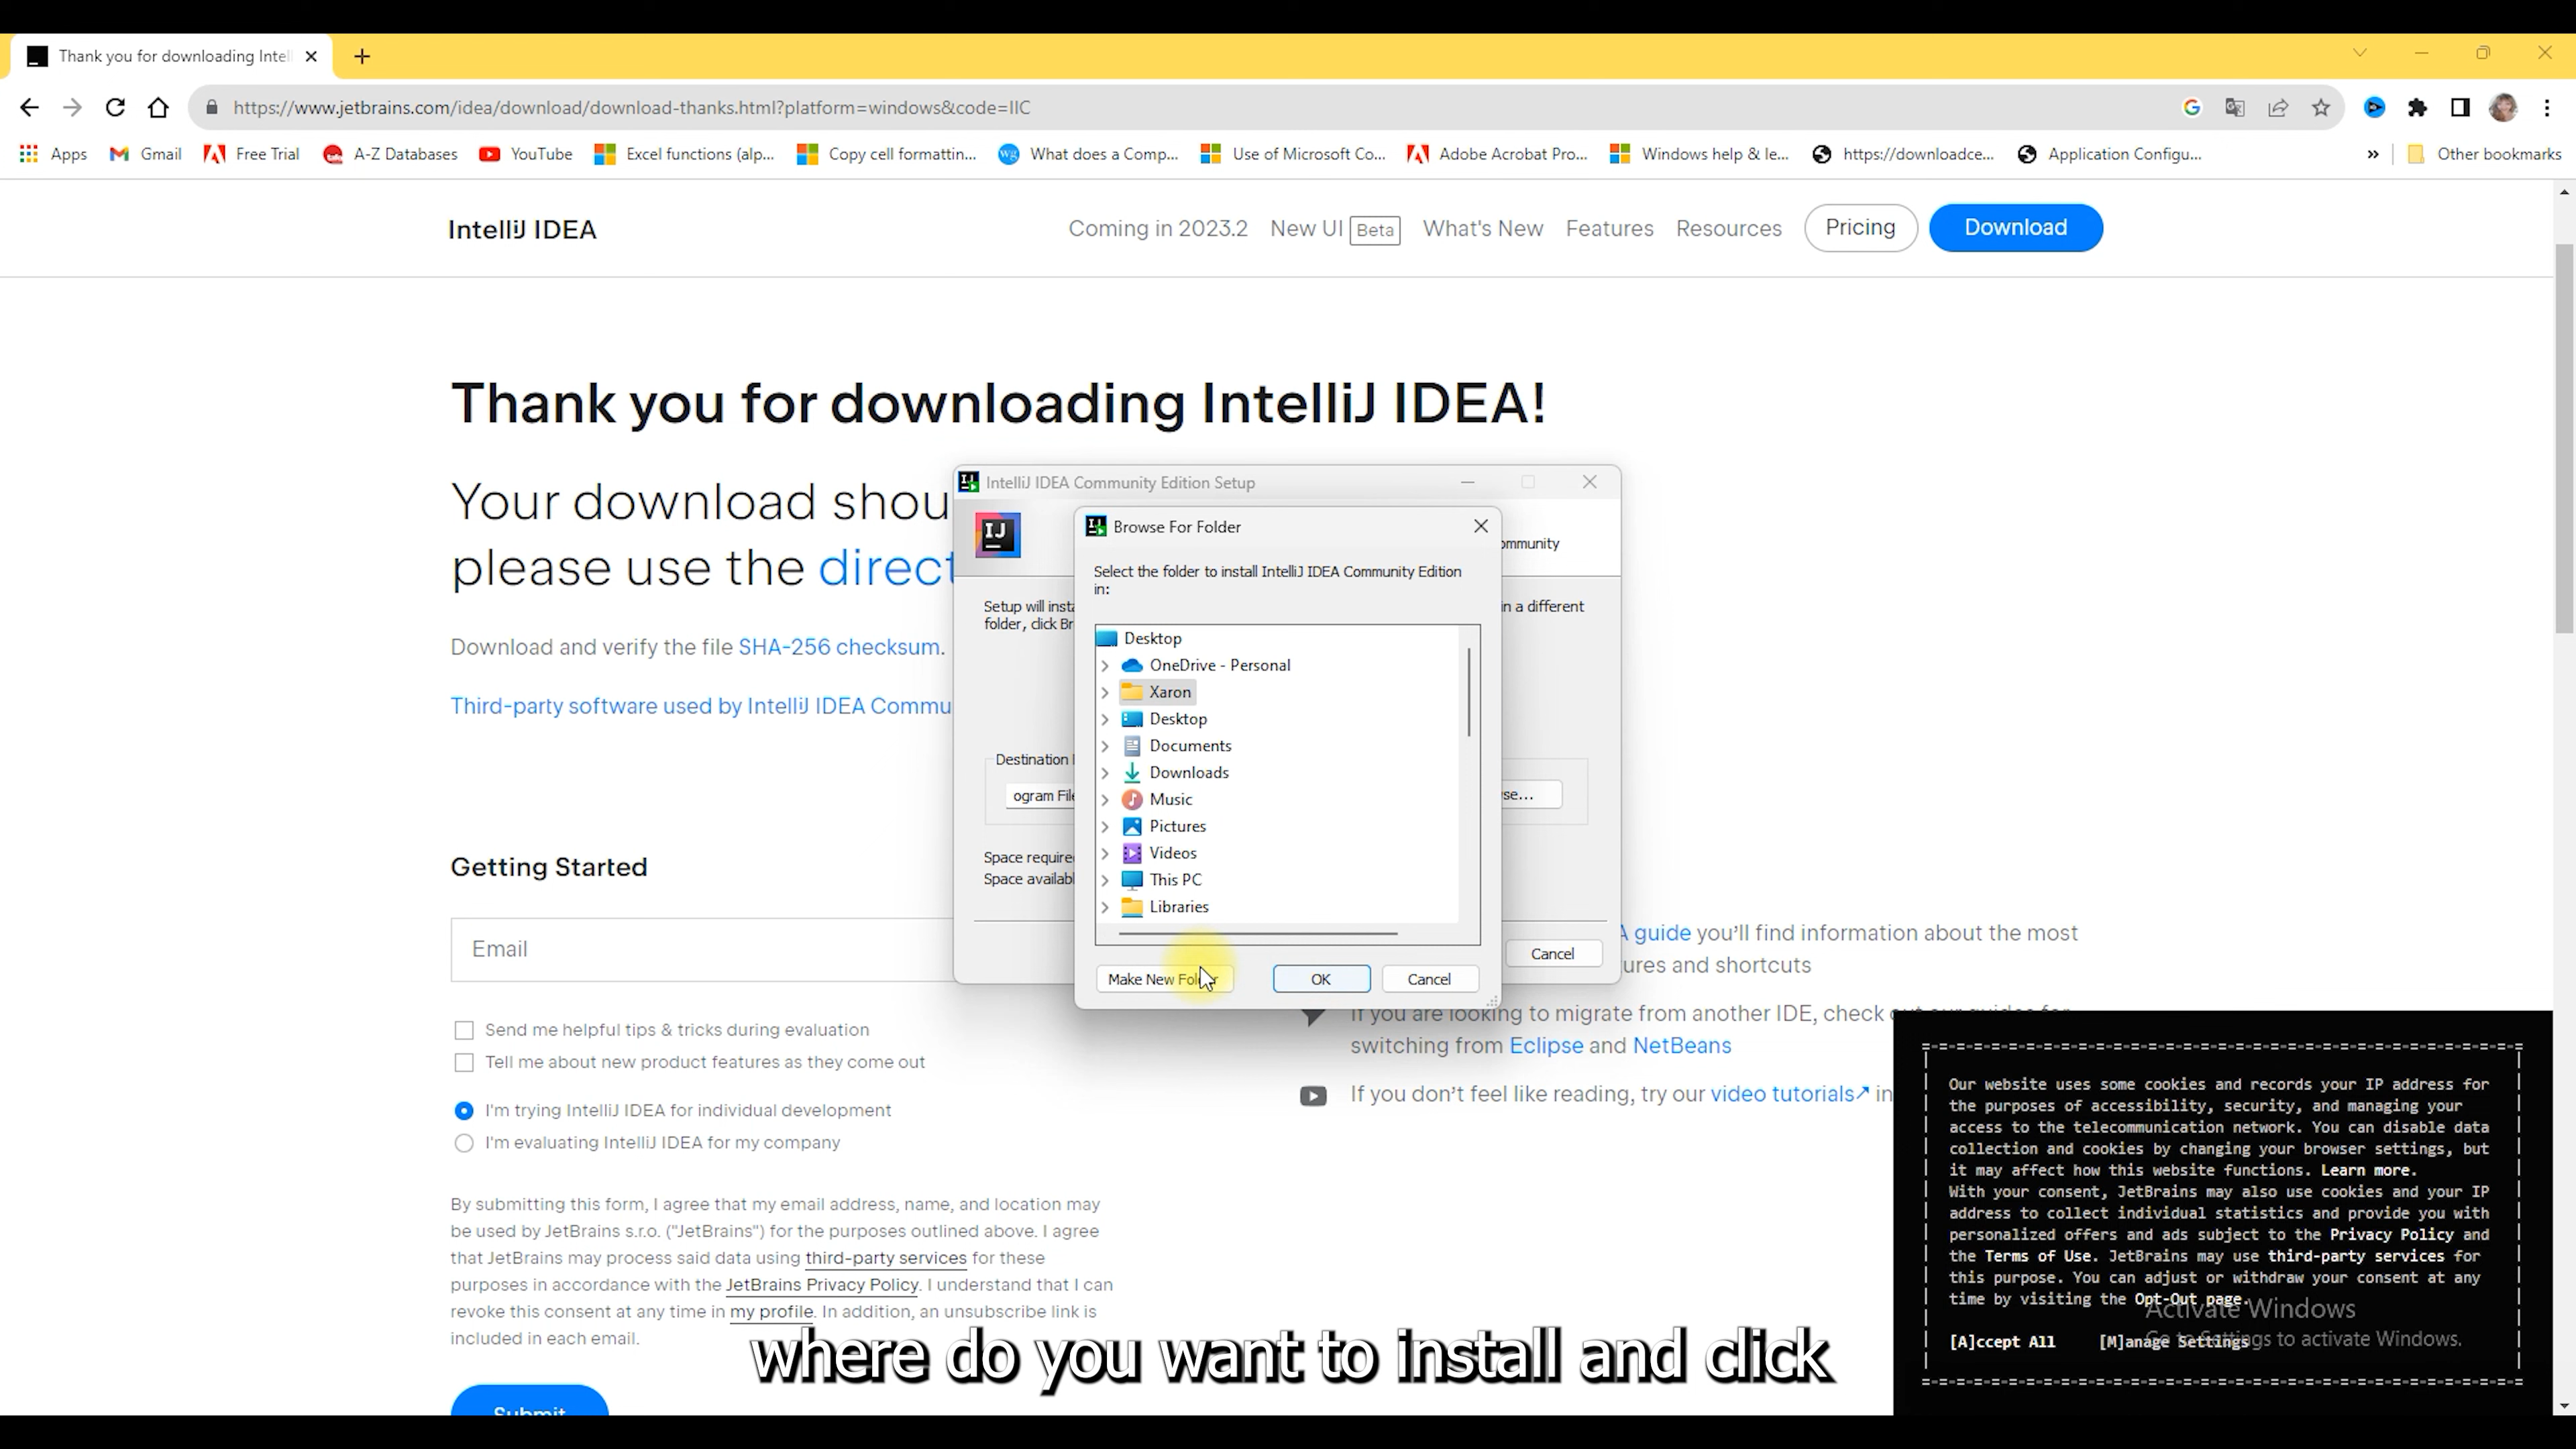 Thank you for downloading Intel
https://www.jetbrains.com/idea/download/download-thanks.html?platform=windows&code=IIC
Apps Gmail Free Trial A-Z Databases YouTube Excel functions (alp... Copy cell formattin... What does a Comp... Use of Microsoft Co... Adobe Acrobat Pro... Windows help & le... https://downloadce... Application Configu... » Other bookmarks
IntelliJ IDEA Coming in 2023.2 New UI Beta What's New Features Resources Pricing Download
Thank you for downloading IntelliJ IDEA!
Your download shou
please use the direct
Download and verify the file SHA-256 checksum.
Third-party software used by IntelliJ IDEA Commu
IntelliJ IDEA Community Edition Setup
IJ
ommunity
Setup will insta
folder, click Br
in a different
Destination
ogram File
se...
Space require
Space availab
Cancel
Browse For Folder
Select the folder to install IntelliJ IDEA Community Edition
in:
Desktop
OneDrive - Personal
Xaron
Desktop
Documents
Downloads
Music
Pictures
Videos
This PC
Libraries
Make New Folder OK Cancel
Getting Started
Email
Send me helpful tips & tricks during evaluation
Tell me about new product features as they come out
I'm trying IntelliJ IDEA for individual development
I'm evaluating IntelliJ IDEA for my company
By submitting this form, I agree that my email address, name, and location may
be used by JetBrains s.r.o. ("JetBrains") for the purposes outlined above. I agree
that JetBrains may process said data using third-party services for these
purposes in accordance with the JetBrains Privacy Policy. I understand that I can
revoke this consent at any time in my profile. In addition, an unsubscribe link is
included in each email.
Submit
guide you'll find information about the most
ures and shortcuts
If you are looking to migrate from another IDE, check out our guides for
switching from Eclipse and NetBeans
If you don't feel like reading, try our video tutorials↗ in
Our website uses some cookies and records your IP address for
the purposes of accessibility, security, and managing your
access to the telecommunication network. You can disable data
collection and cookies by changing your browser settings, but
it may affect how this website functions. Learn more.
With your consent, JetBrains may also use cookies and your IP
address to collect individual statistics and provide you with
personalized offers and ads subject to the Privacy Policy and
the Terms of Use. JetBrains may use third-party services for
this purpose. You can adjust or withdraw your consent at any
time by visiting the Opt-Out page.
[A]ccept All [M]anage Settings
Activate Windows
Go to Settings to activate Windows.
where do you want to install and click